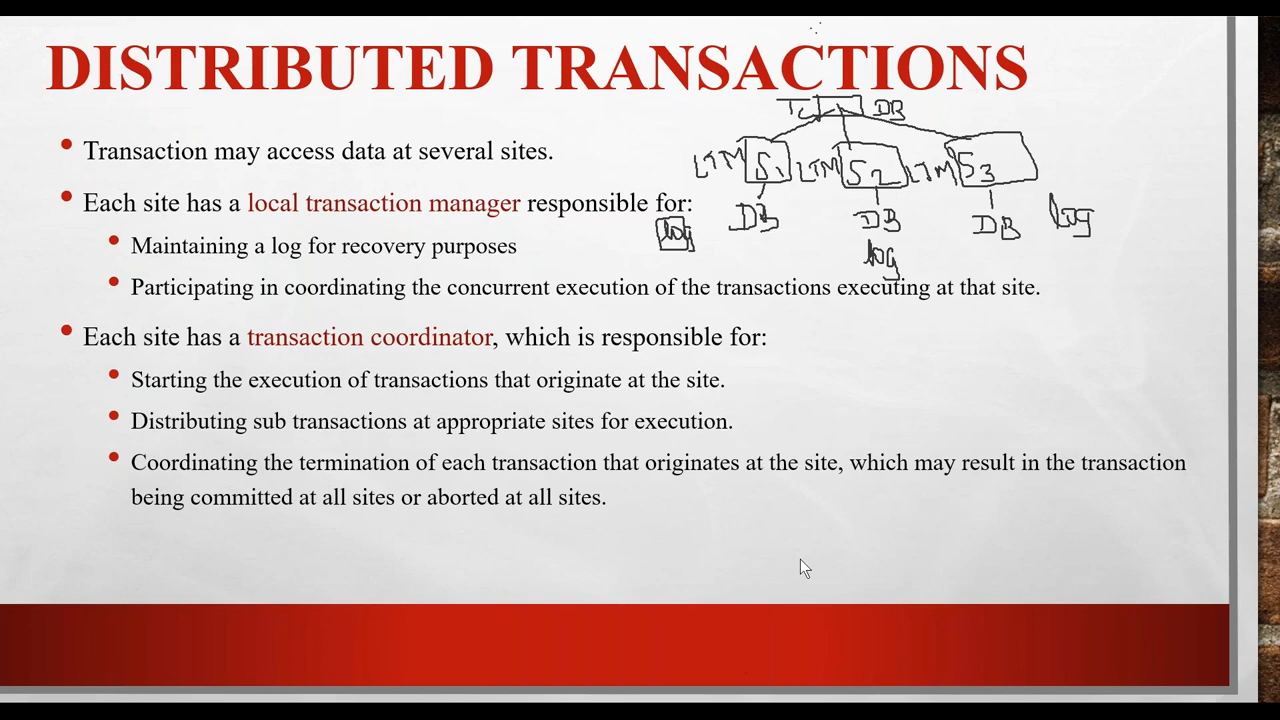 DISTRIBUTED TRANSACTIONS
TC DB
• Transaction may access data at several sites.
LTM S1 LTM S2 LTM S3
• Each site has a local transaction manager responsible for:
DB DB DB log
log
• Maintaining a log for recovery purposes
log
• Participating in coordinating the concurrent execution of the transactions executing at that site.
• Each site has a transaction coordinator, which is responsible for:
• Starting the execution of transactions that originate at the site.
• Distributing sub transactions at appropriate sites for execution.
• Coordinating the termination of each transaction that originates at the site, which may result in the transaction
being committed at all sites or aborted at all sites.